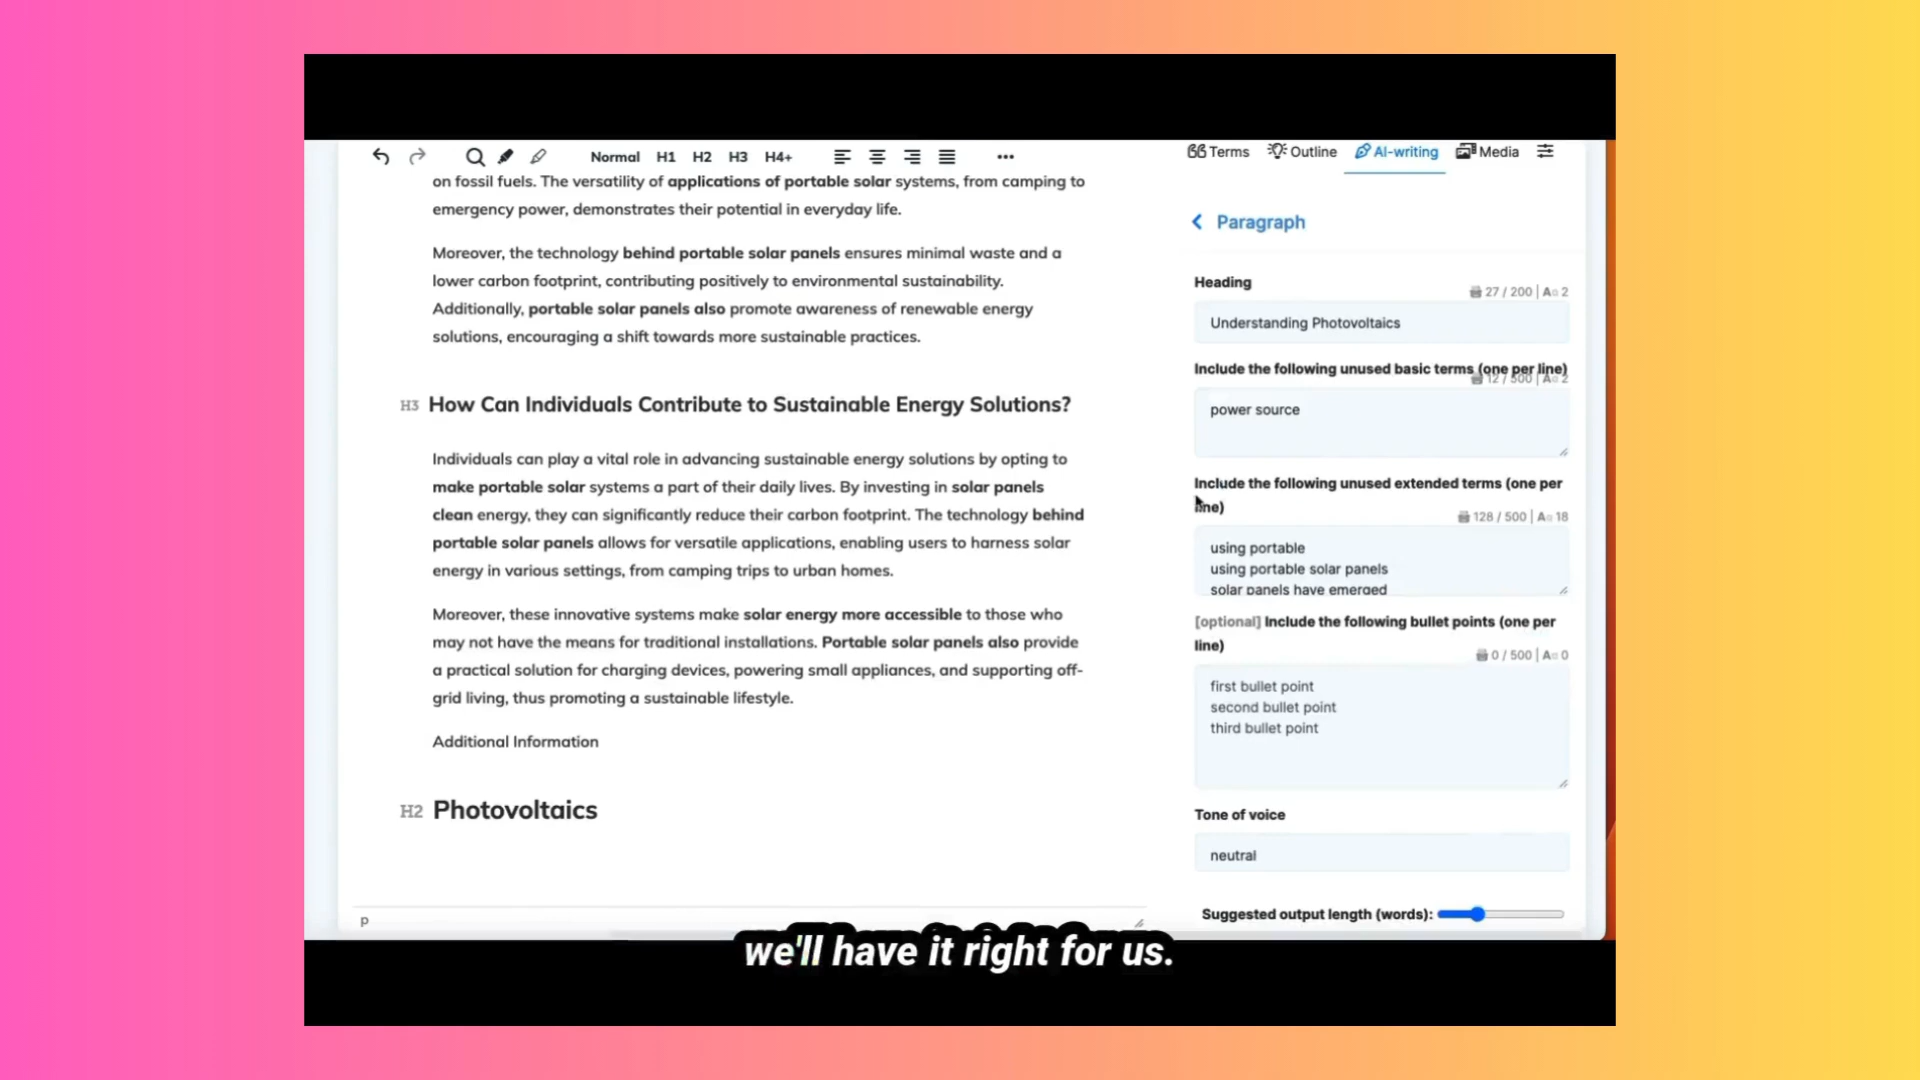 Normal H1 H2 H3 H4+
Terms Outline AI-writing Media
on fossil fuels. The versatility of applications of portable solar systems, from camping to
emergency power, demonstrates their potential in everyday life.
Moreover, the technology behind portable solar panels ensures minimal waste and a
lower carbon footprint, contributing positively to environmental sustainability.
Additionally, portable solar panels also promote awareness of renewable energy
solutions, encouraging a shift towards more sustainable practices.
H3 How Can Individuals Contribute to Sustainable Energy Solutions?
Individuals can play a vital role in advancing sustainable energy solutions by opting to
make portable solar systems a part of their daily lives. By investing in solar panels
clean energy, they can significantly reduce their carbon footprint. The technology behind
portable solar panels allows for versatile applications, enabling users to harness solar
energy in various settings, from camping trips to urban homes.
Moreover, these innovative systems make solar energy more accessible to those who
may not have the means for traditional installations. Portable solar panels also provide
a practical solution for charging devices, powering small appliances, and supporting off-
grid living, thus promoting a sustainable lifestyle.
Additional Information
H2 Photovoltaics
p
Paragraph
Heading
27 / 200 | A 2
Understanding Photovoltaics
Include the following unused basic terms (one per line)
12 / 500 | A 2
power source
Include the following unused extended terms (one per
line)
128 / 500 | A 18
using portable
using portable solar panels
solar panels have emerged
[optional] Include the following bullet points (one per
line)
0 / 500 | A 0
first bullet point
second bullet point
third bullet point
Tone of voice
neutral
Suggested output length (words):
we'll have it right for us.